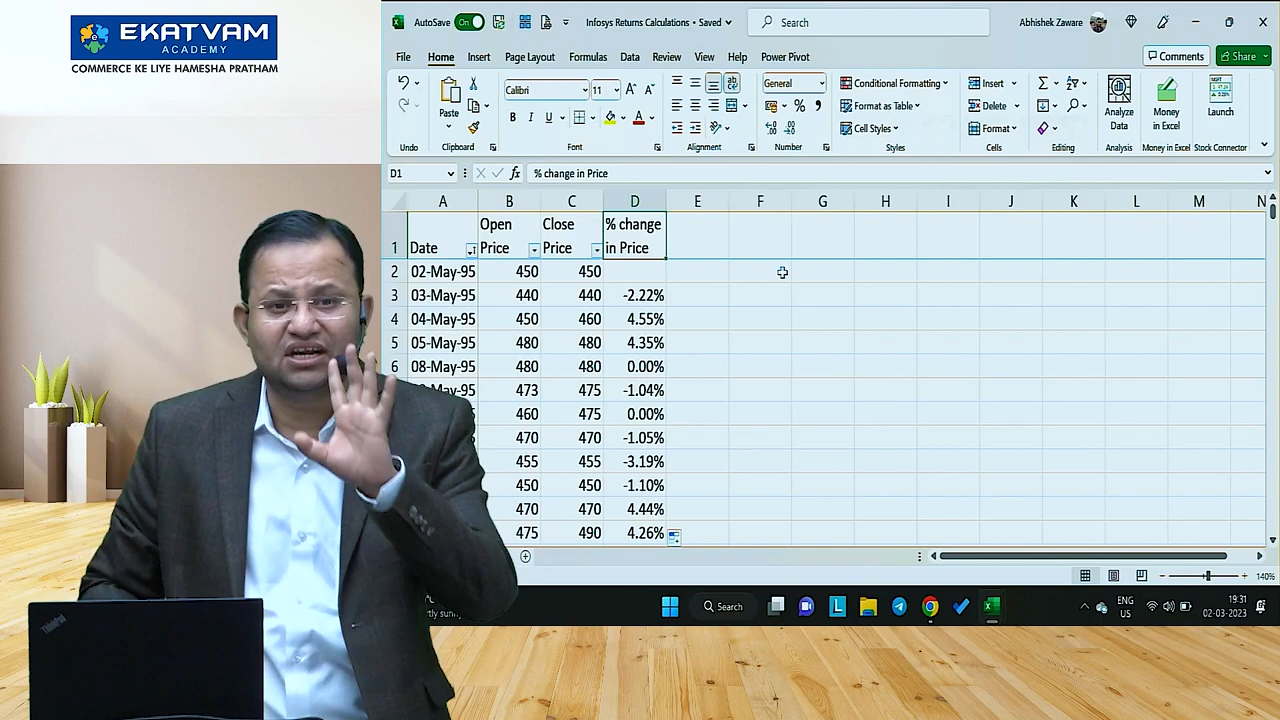 EKATVAM
ACADEMY
COMMERCE KE LIYE HAMESHA PRATHAM
AutoSave On Infosys Returns Calculations • Saved Search Abhishek Zaware
File Home Insert Page Layout Formulas Data Review View Help Power Pivot Comments Share
Paste Calibri 11 General Conditional Formatting Insert Analyze Data Money in Excel Launch
B I U A Format as Table Delete
Cell Styles Format
Undo Clipboard Font Alignment Number Styles Cells Editing Analysis Money in Excel Stock Connector
D1 fx % change in Price
A B C D E F G H I J K L M N
1 Date Open Price Close Price % change in Price
2 02-May-95 450 450
3 03-May-95 440 440 -2.22%
4 04-May-95 450 460 4.55%
5 05-May-95 480 480 4.35%
6 08-May-95 480 480 0.00%
May-95 473 475 -1.04%
460 475 0.00%
470 470 -1.05%
455 455 -3.19%
450 450 -1.10%
470 470 4.44%
475 490 4.26%
140%
Search L ENG 19:31
US 02-03-2023
ThinkPad